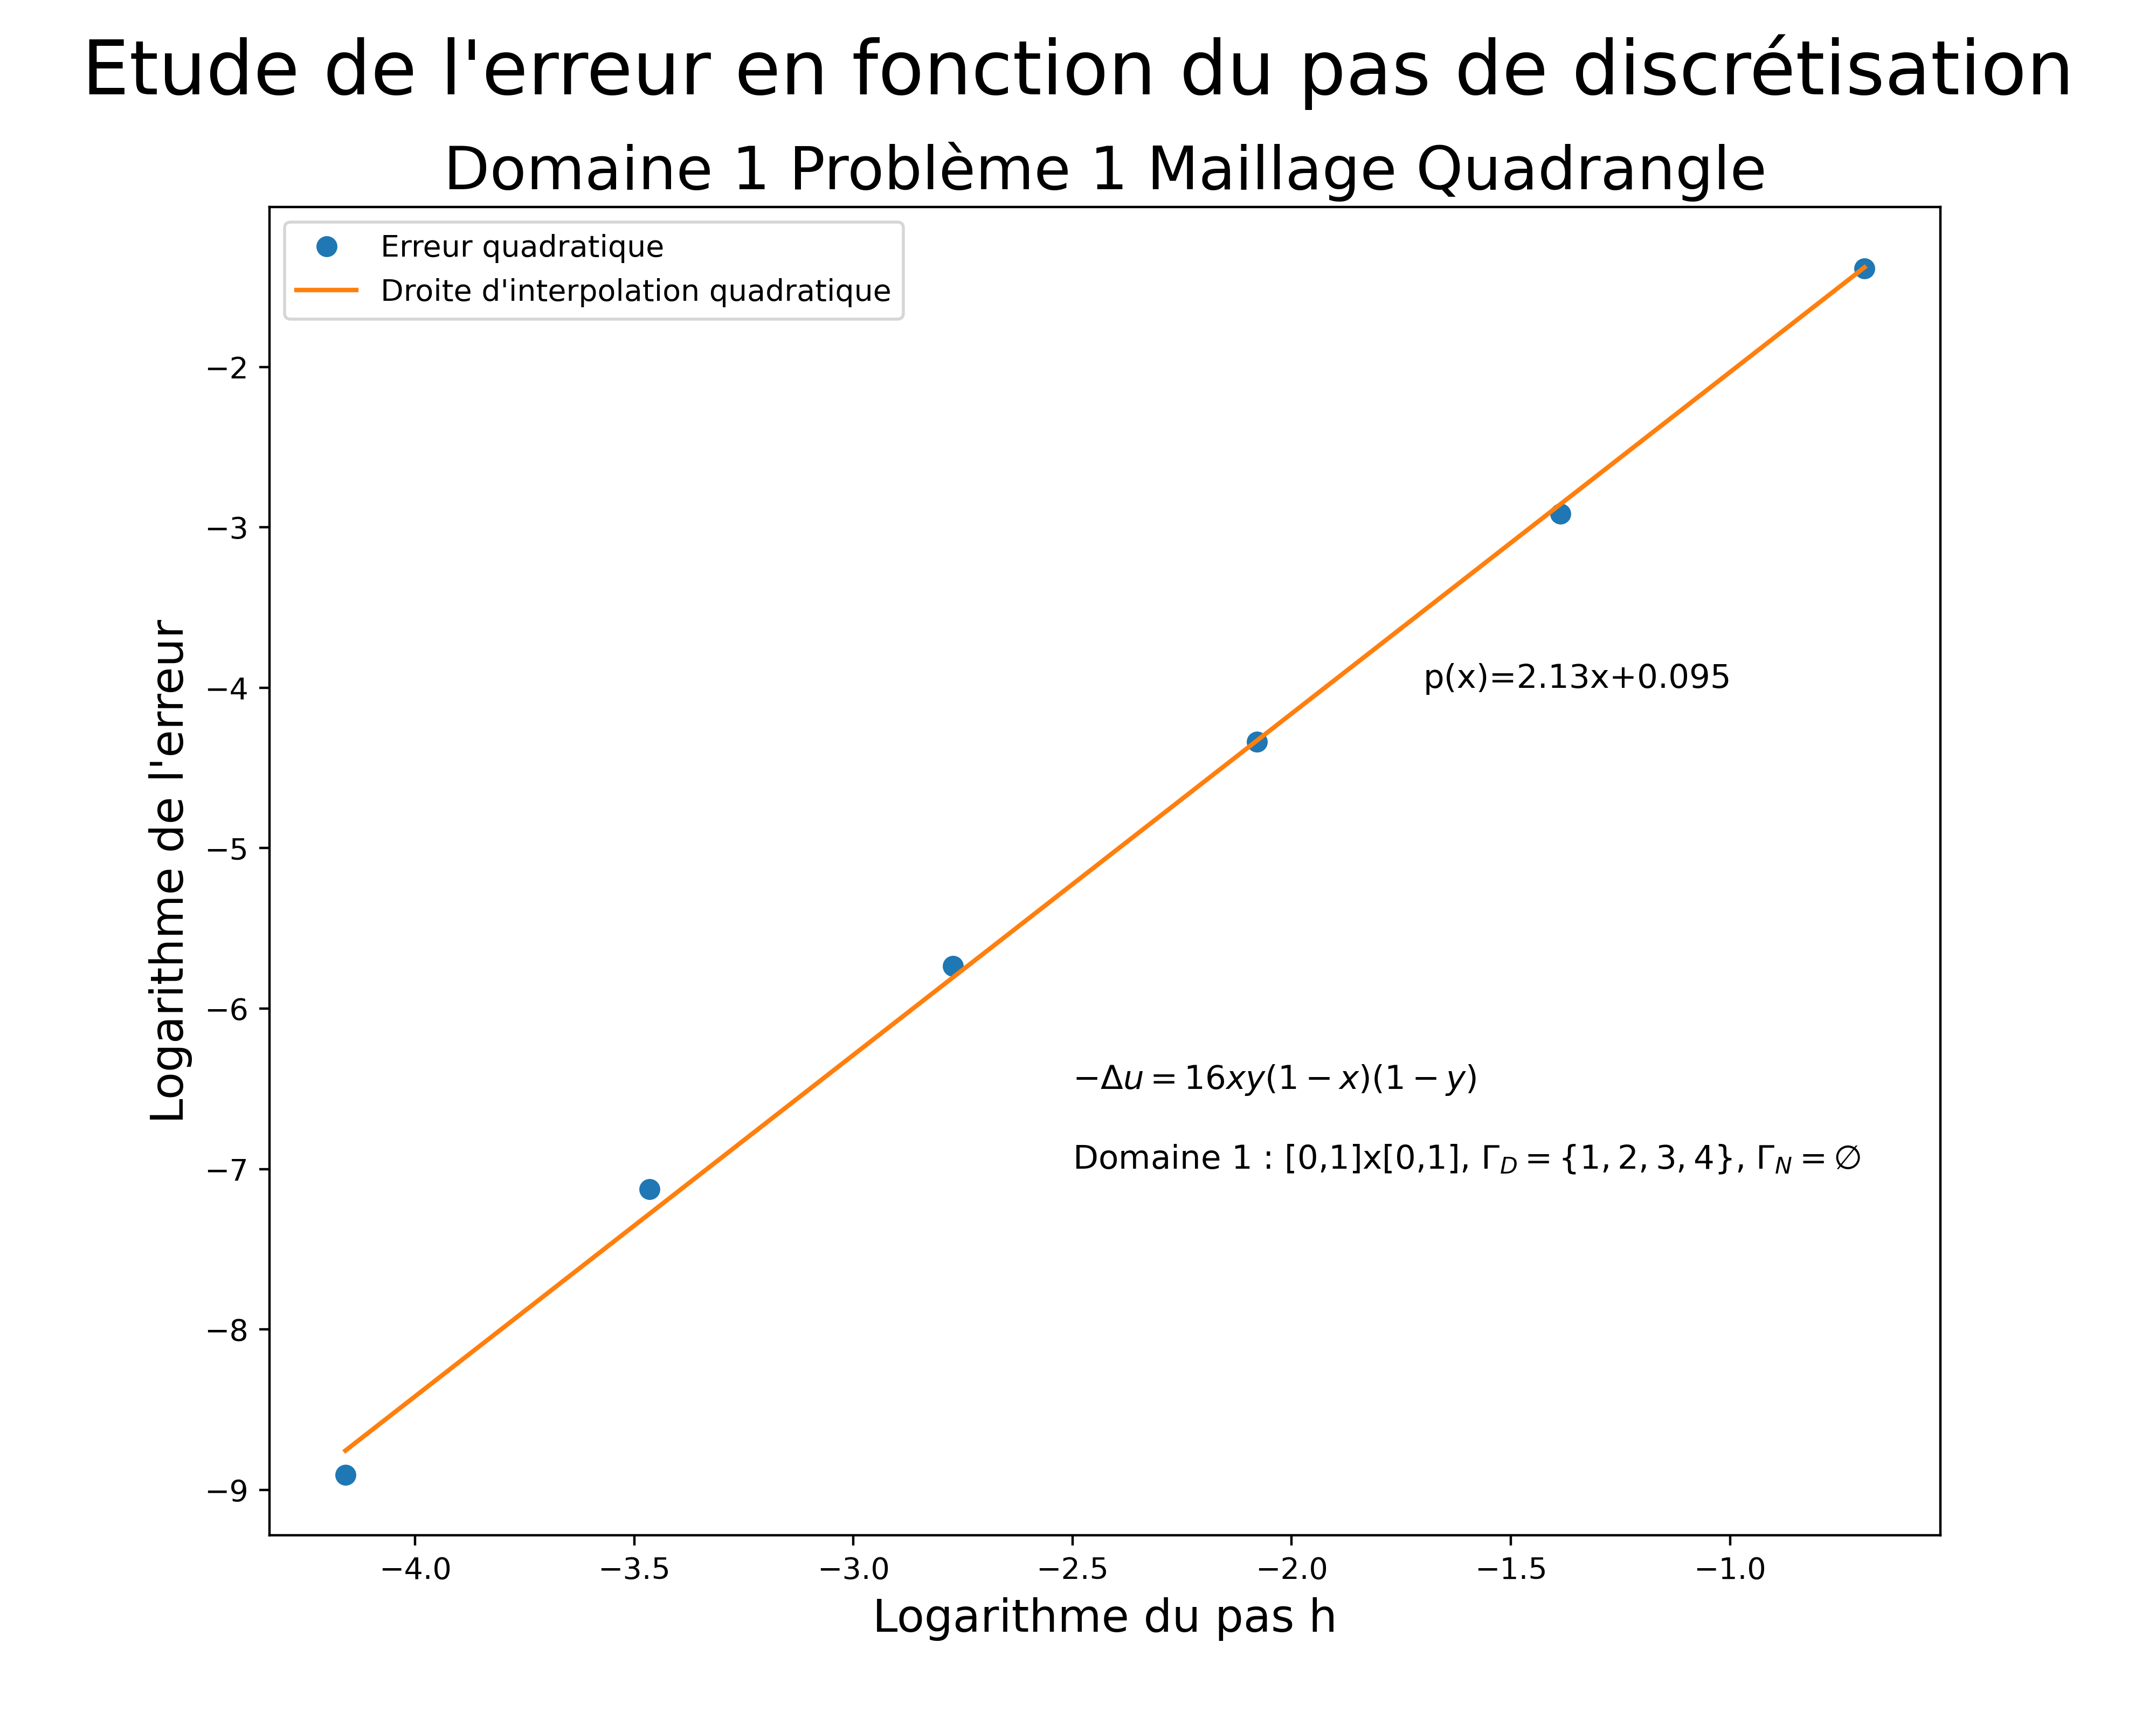 Etude de l'erreur en fonction du pas de discrétisation
Domaine 1 Problème 1 Maillage Quadrangle
Erreur quadratique
Droite d'interpolation quadratique
−2
−3
−4
−5
−6
−7
−8
−9
Logarithme de l'erreur
p(x)=2.13x+0.095
−Δu = 16xy(1 − x)(1 − y)
Domaine 1 : [0,1]x[0,1], Γ_D = {1, 2, 3, 4}, Γ_N = ∅
−4.0 −3.5 −3.0 −2.5 −2.0 −1.5 −1.0
Logarithme du pas h